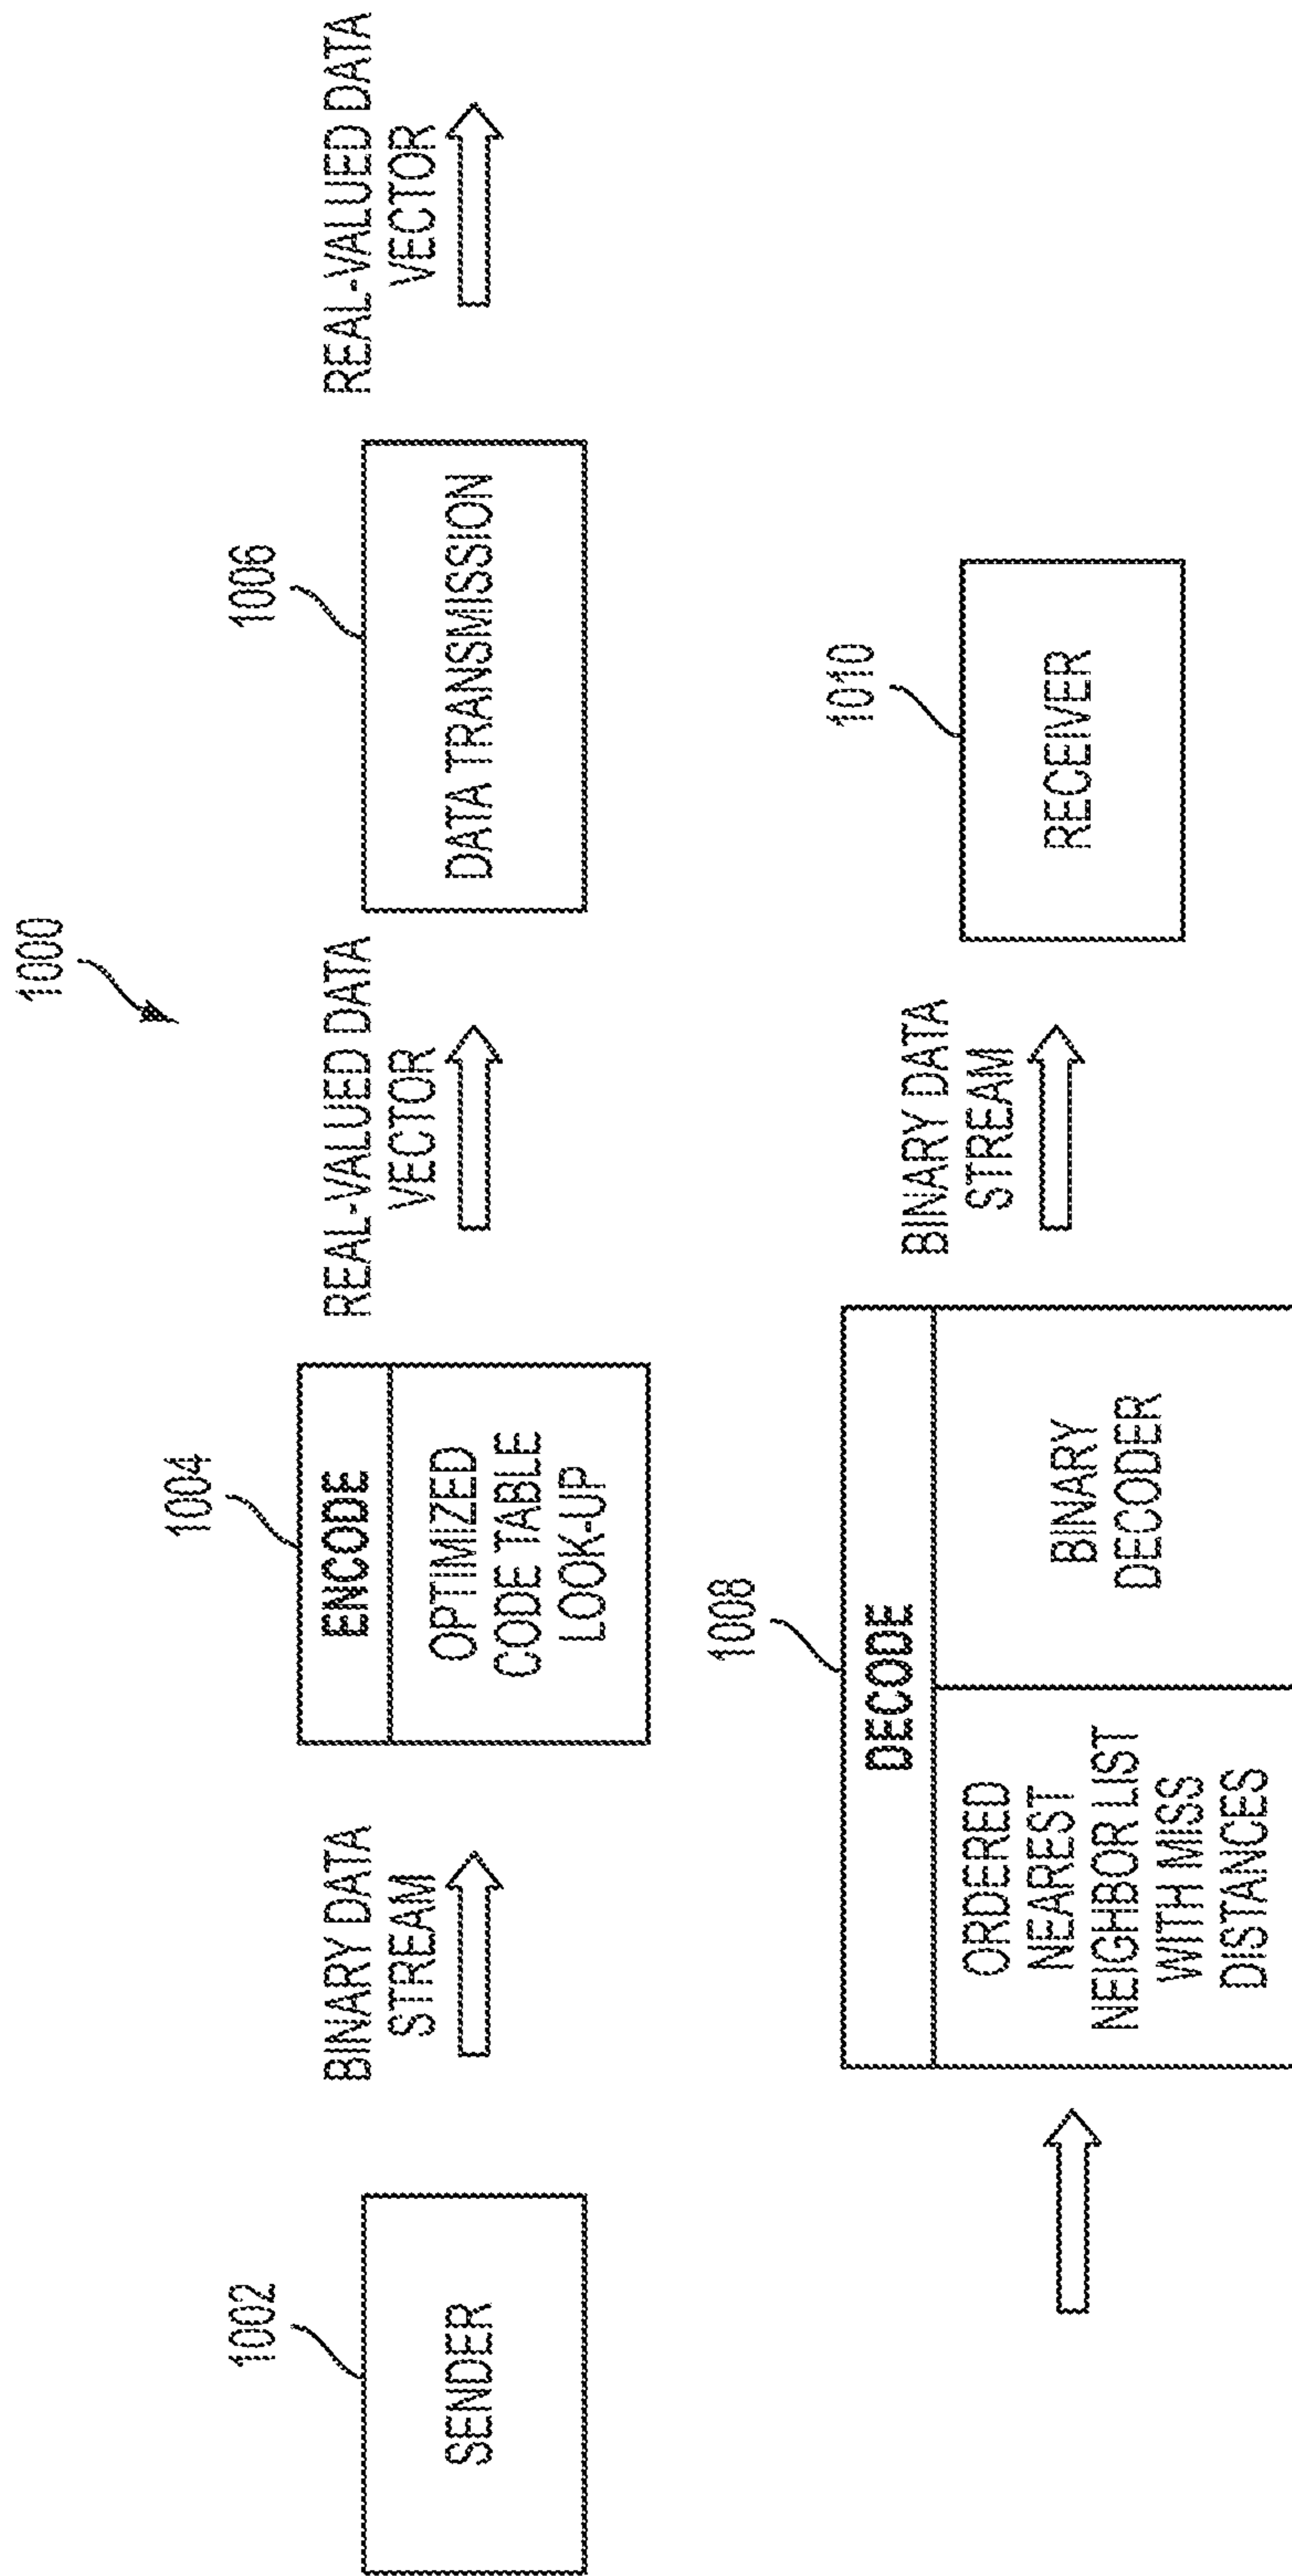 1000
1002
SENDER
BINARY DATA
STREAM
1004
ENCODE
OPTIMIZED
CODE TABLE
LOOK-UP
REAL-VALUED DATA
VECTOR
1006
DATA TRANSMISSION
REAL-VALUED DATA
VECTOR
1008
DECODE
ORDERED
NEAREST
NEIGHBOR LIST
WITH MISS
DISTANCES
BINARY
DECODER
BINARY DATA
STREAM
1010
RECEIVER